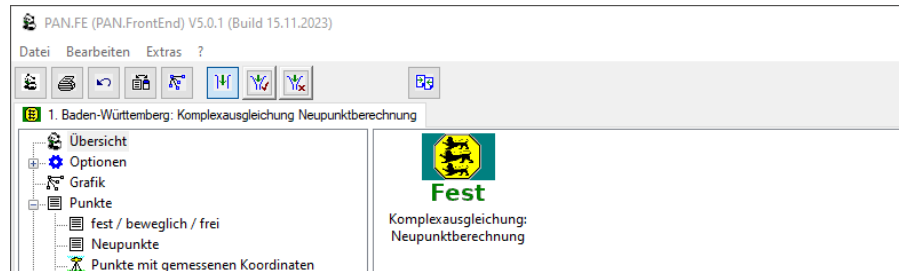 PAN.FE (PAN.FrontEnd) V5.0.1 (Build 15.11.2023)
Datei Bearbeiten Extras ?
1. Baden-Württemberg: Komplexausgleichung Neupunktberechnung
Übersicht
Optionen
Grafik
Punkte
fest / beweglich / frei
Neupunkte
Punkte mit gemessenen Koordinaten
Fest
Komplexausgleichung:
Neupunktberechnung